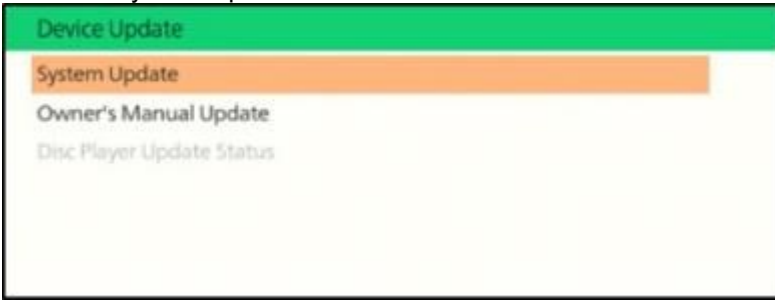 Device Update
System Update
Owner's Manual Update
Disc Player Update Status